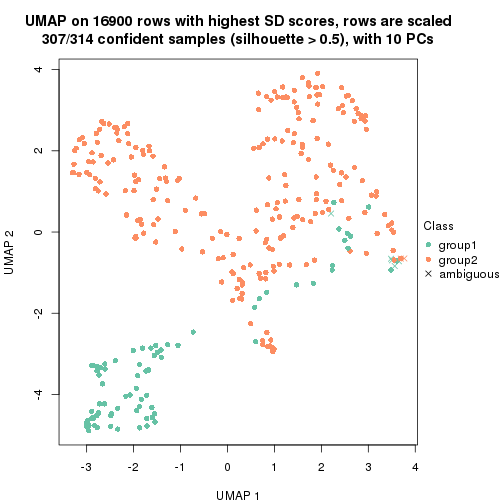 UMAP on 16900 rows with highest SD scores, rows are scaled
307/314 confident samples (silhouette > 0.5), with 10 PCs
4
2
0
-2
-4
UMAP 2
-3 -2 -1 0 1 2 3 4
UMAP 1
Class
group1
group2
ambiguous